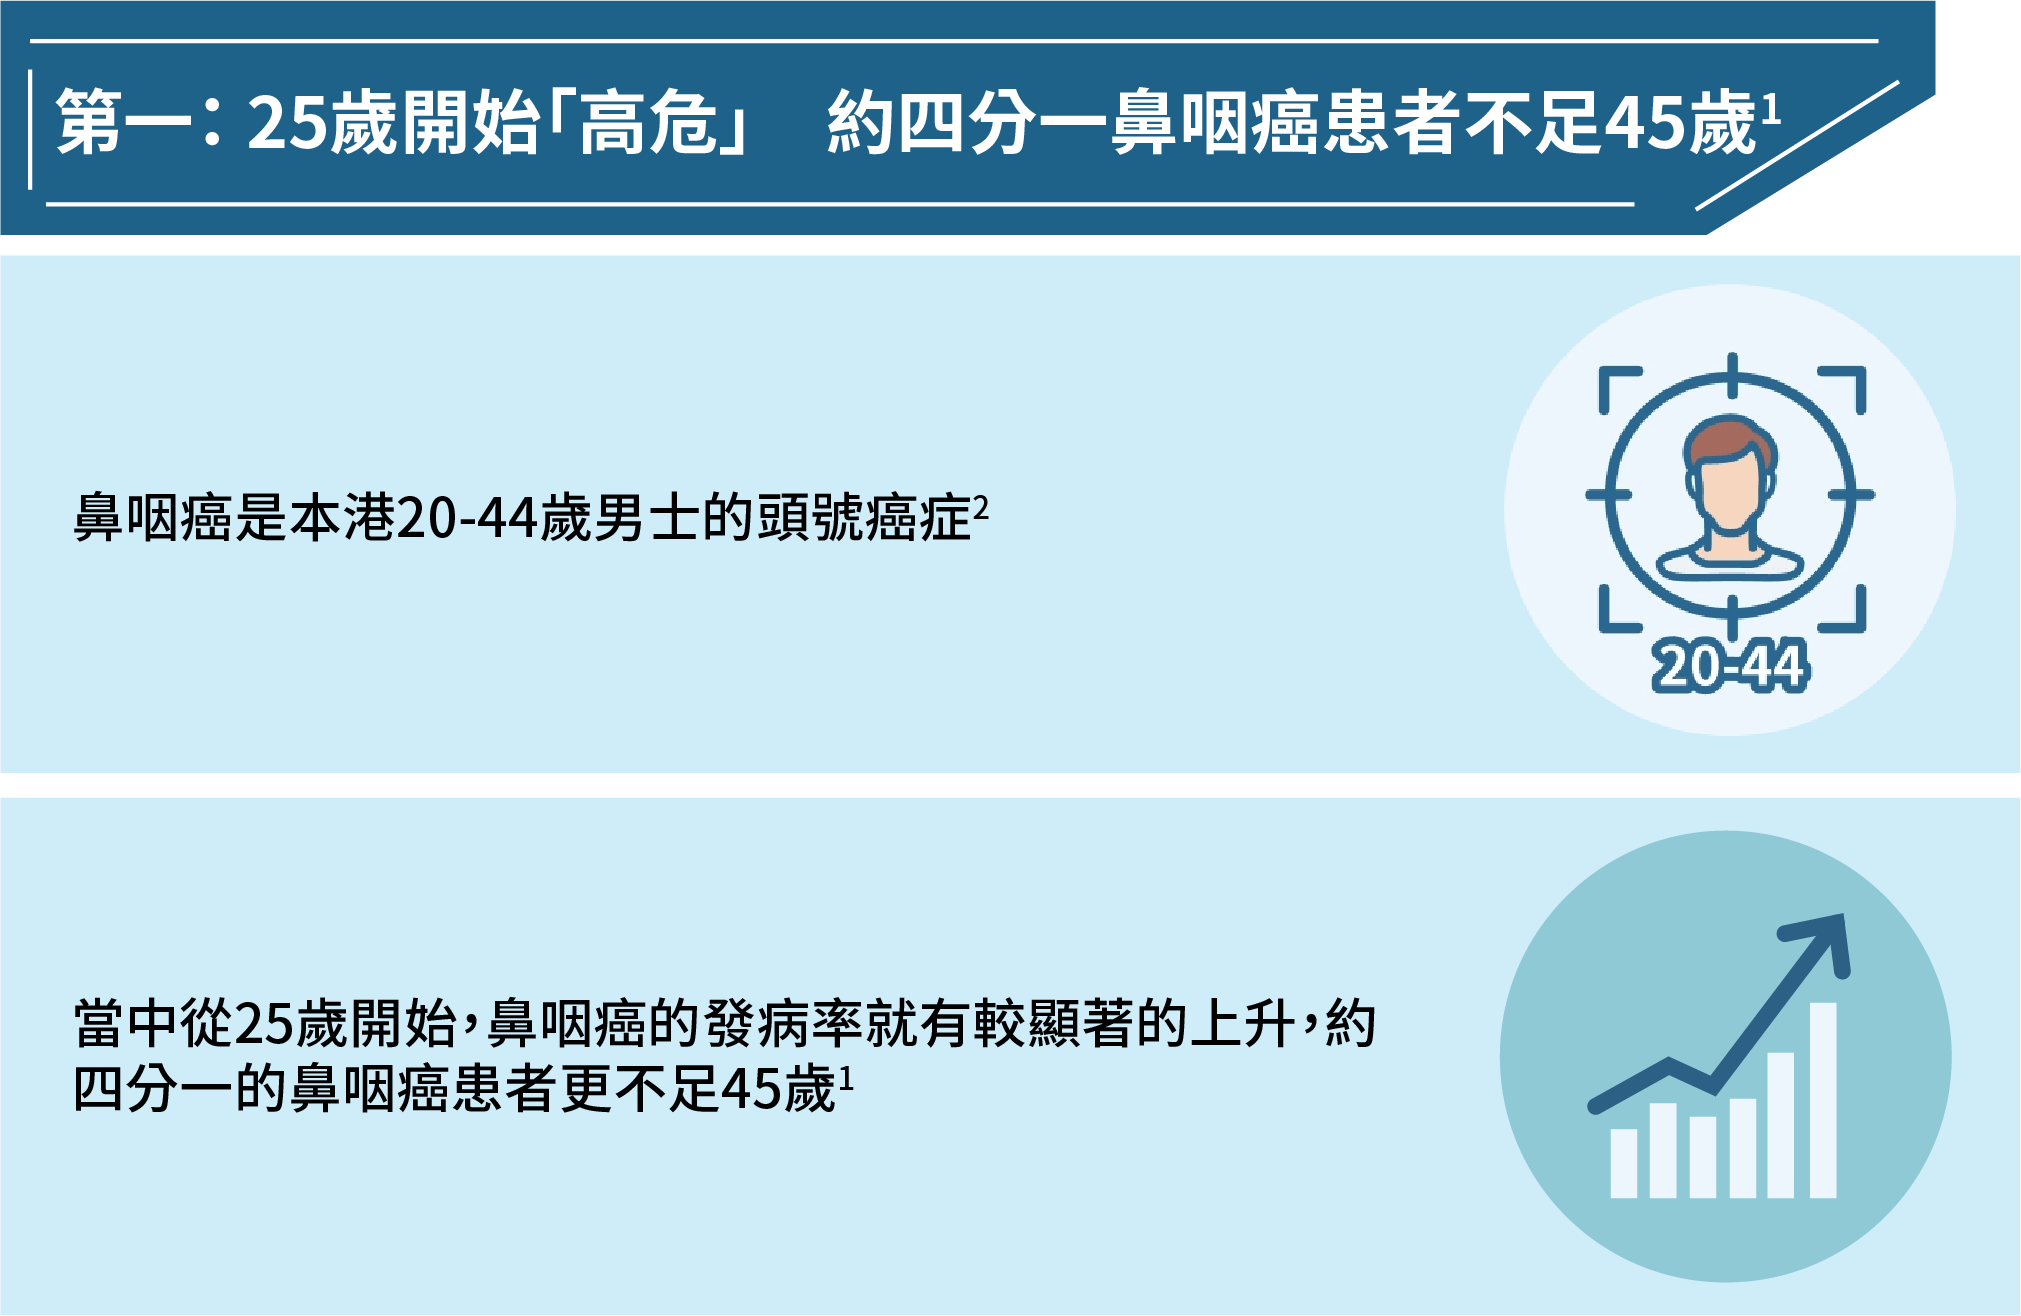 第一：25歲開始「高危」　約四分一鼻咽癌患者不足45歲¹
鼻咽癌是本港20-44歲男士的頭號癌症²
20-44
當中從25歲開始，鼻咽癌的發病率就有較顯著的上升，約
四分一的鼻咽癌患者更不足45歲¹